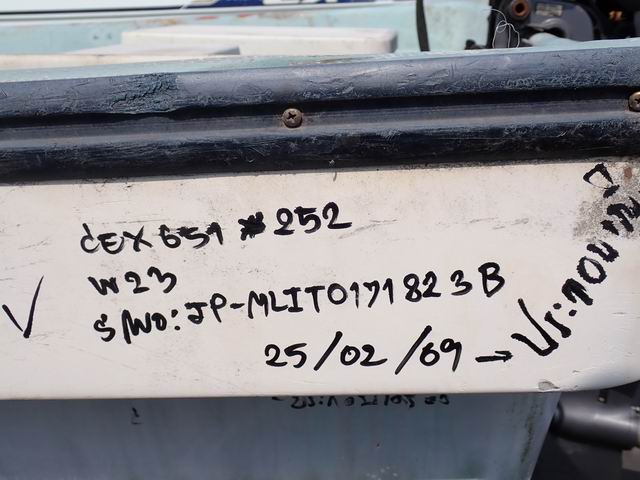 CEX 651 # 252
W23
S/NO: JP-MLIT0171823B
25/02/69 →
V